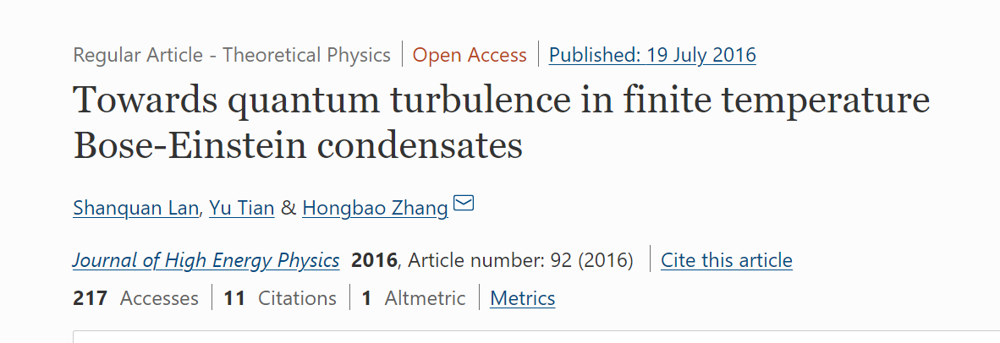 Regular Article - Theoretical Physics | Open Access | Published: 19 July 2016
Towards quantum turbulence in finite temperature
Bose-Einstein condensates
Shanquan Lan, Yu Tian & Hongbao Zhang
Journal of High Energy Physics 2016, Article number: 92 (2016) | Cite this article
217 Accesses | 11 Citations | 1 Altmetric | Metrics